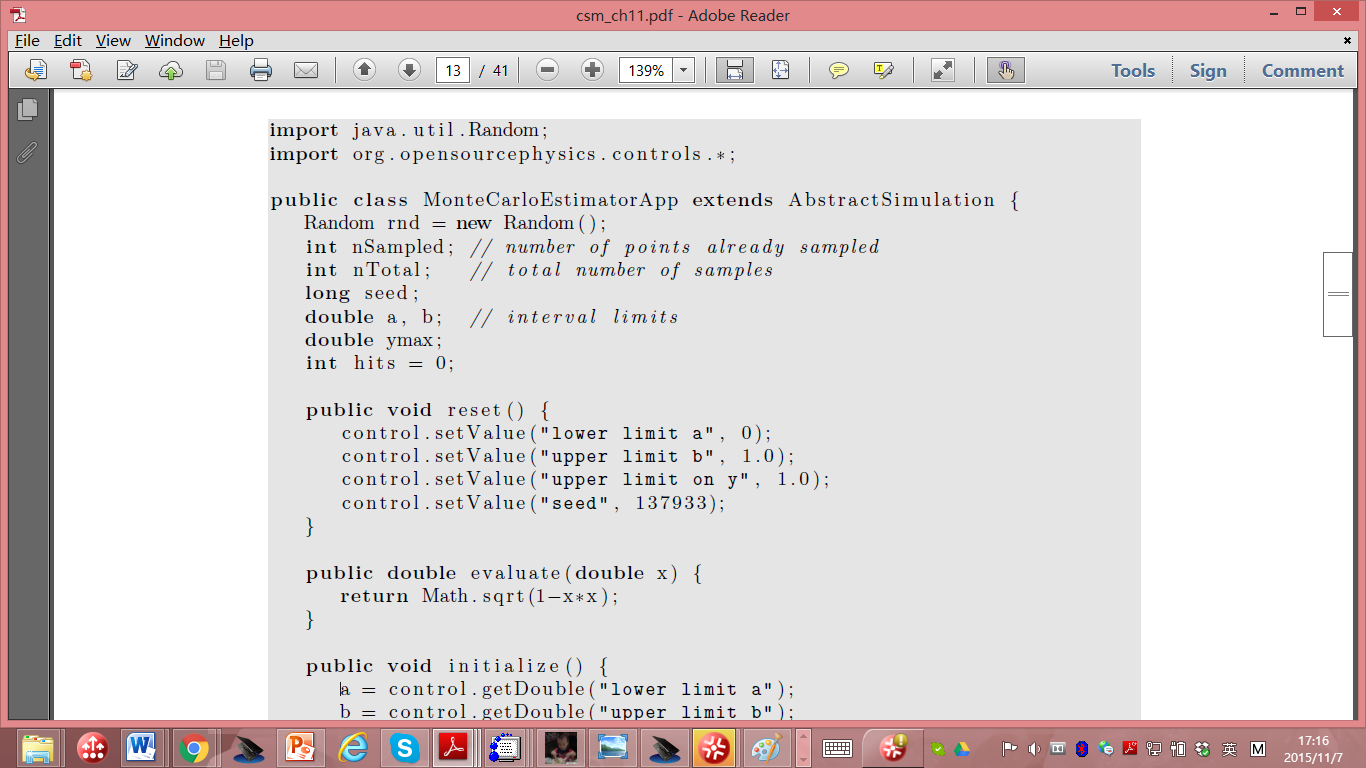 csm_ch11.pdf - Adobe Reader
File Edit View Window Help
13 / 41 139% Tools Sign Comment
import java.util.Random;
import org.opensourcephysics.controls.*;
public class MonteCarloEstimatorApp extends AbstractSimulation {
Random rnd = new Random();
int nSampled; // number of points already sampled
int nTotal; // total number of samples
long seed;
double a, b; // interval limits
double ymax;
int hits = 0;
public void reset() {
control.setValue("lower limit a", 0);
control.setValue("upper limit b", 1.0);
control.setValue("upper limit on y", 1.0);
control.setValue("seed", 137933);
}
public double evaluate(double x) {
return Math.sqrt(1−x*x);
}
public void initialize() {
a = control.getDouble("lower limit a");
b = control.getDouble("upper limit b");
英 M
17:16
2015/11/7